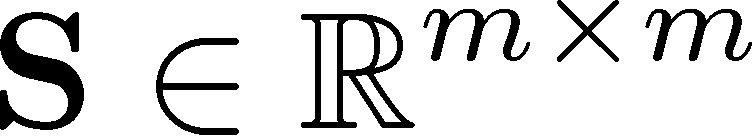 𝐒 ∈ ℝ^{m×m}